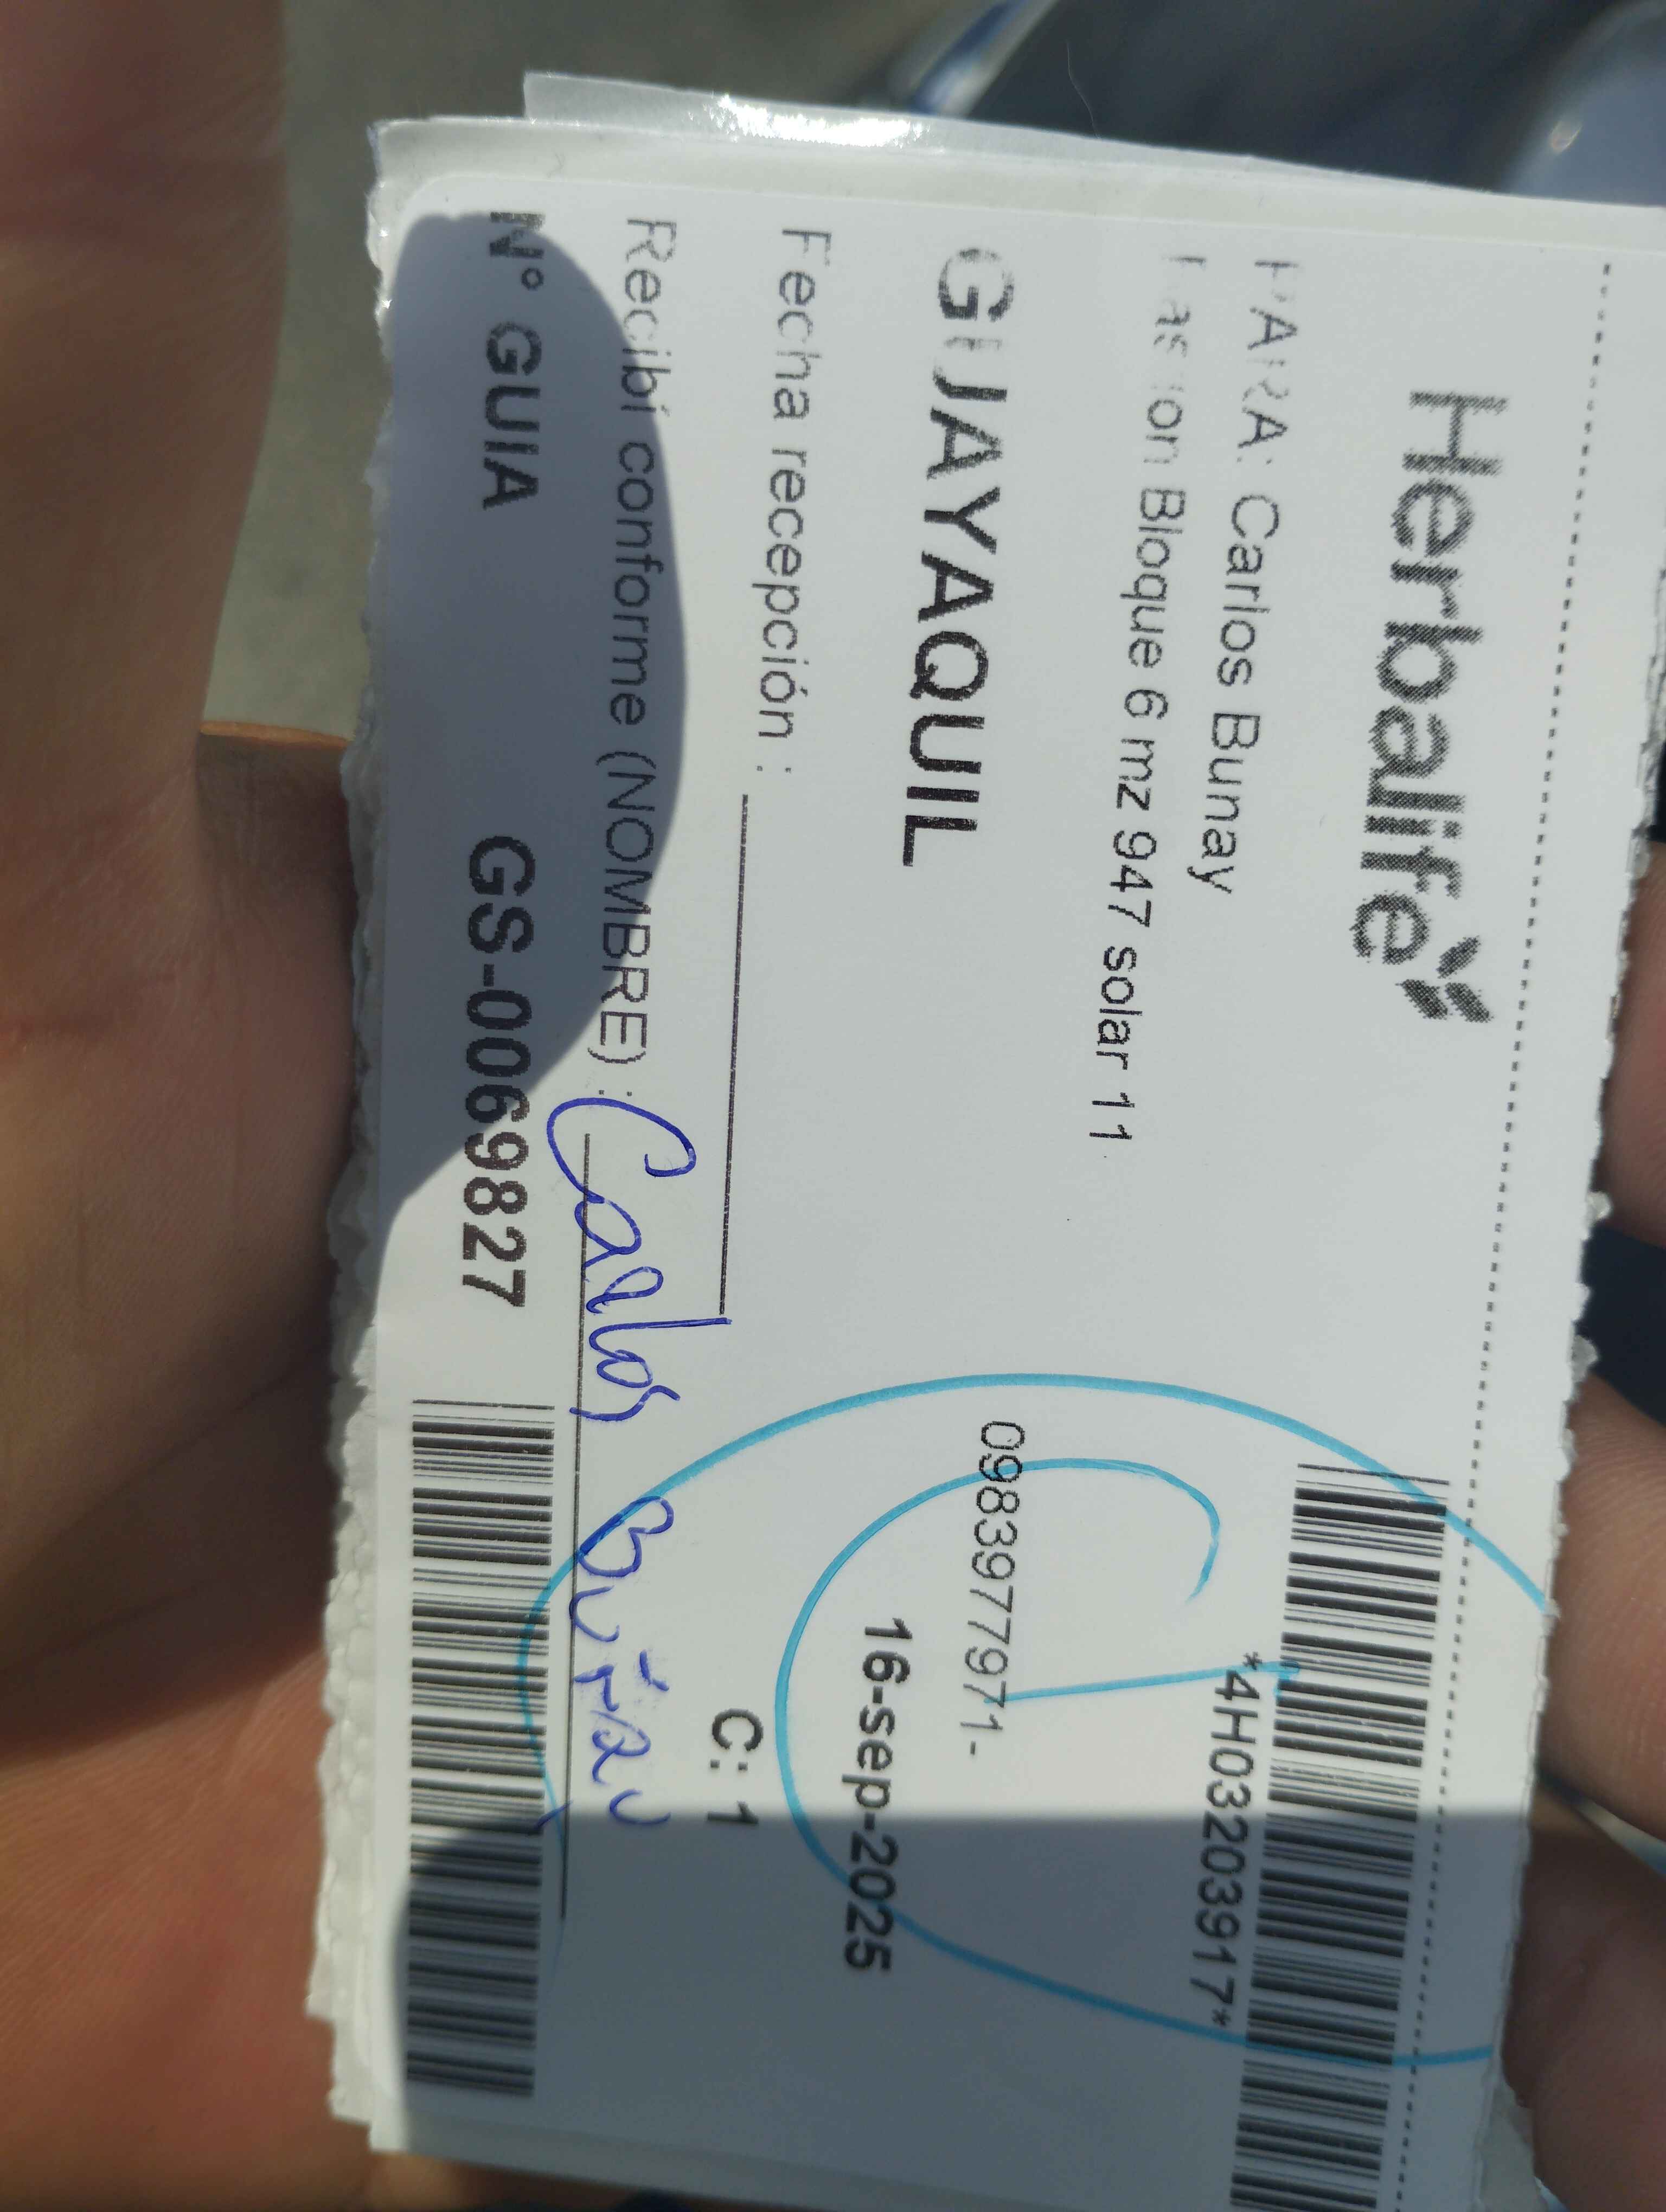 Herbalife
*4H03203917*
PARA: Carlos Bunay
Bloque 6 mz 947 solar 11
0983977971-
GUAYAQUIL
16-sep-2025
Fecha recepción :
C: 1
Recibí conforme (NOMBRE) : Carlos
N° GUIA GS-0069827